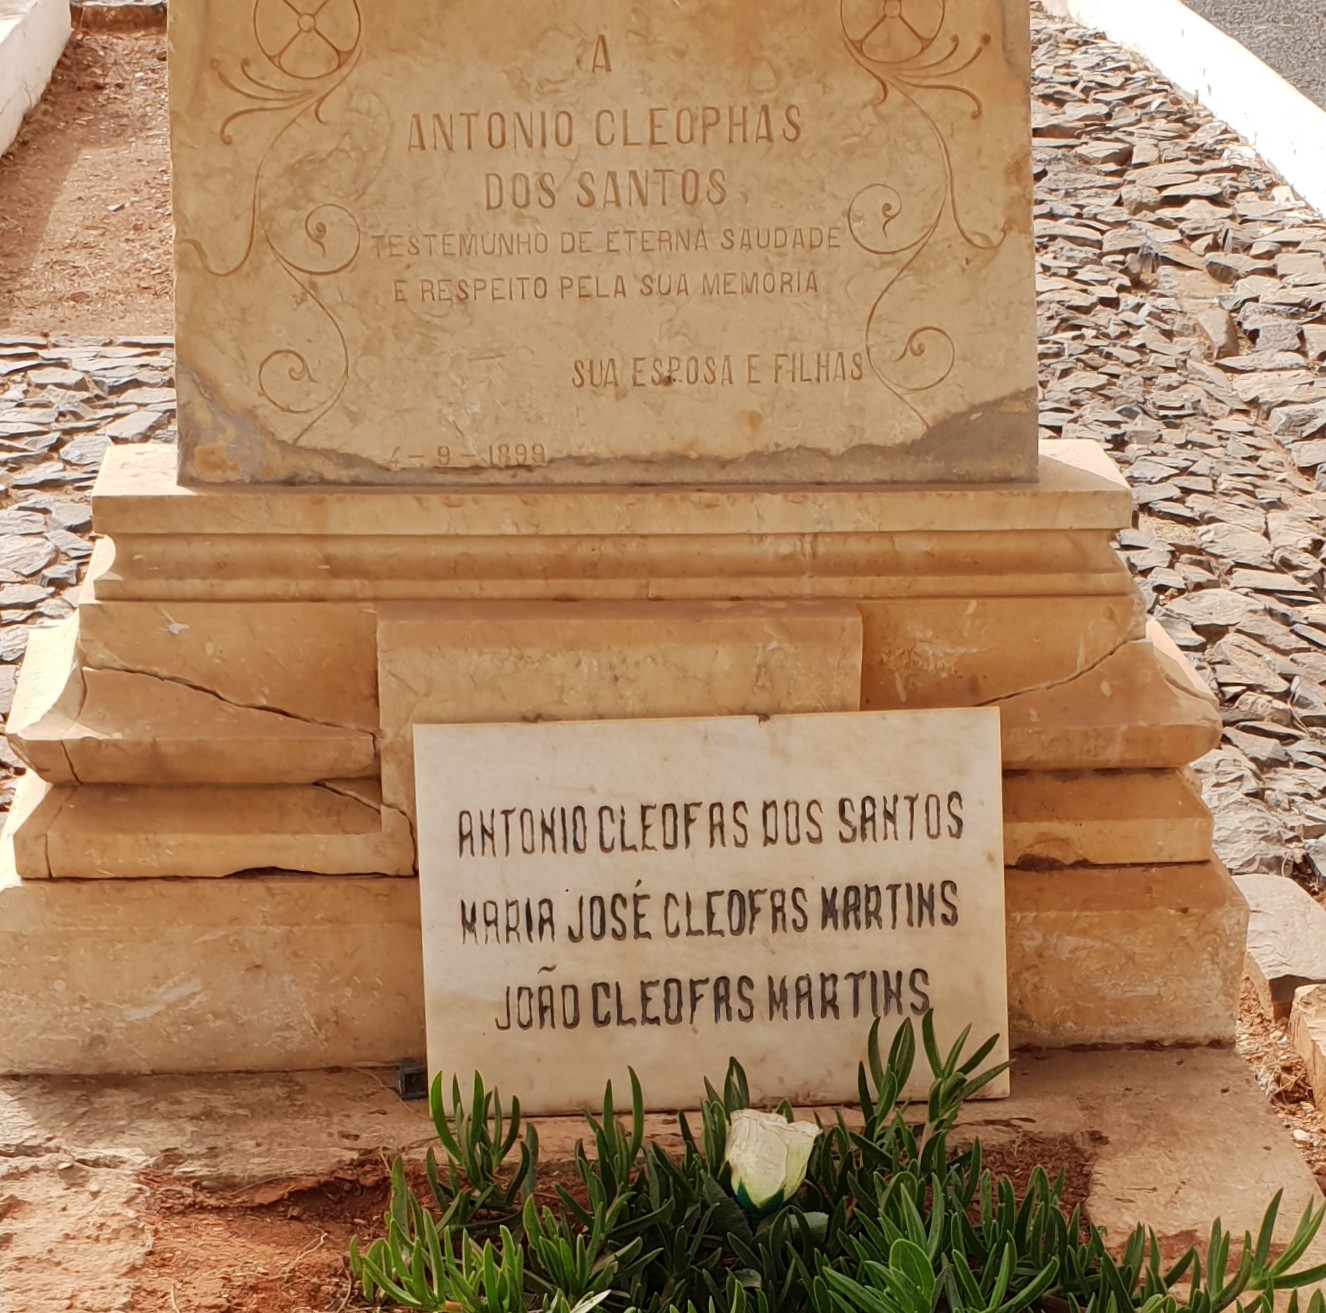 A
ANTONIO CLEOPHAS
DOS SANTOS
TESTEMUNHO DE ETERNA SAUDADE
E RESPEITO PELA SUA MEMORIA
SUA ESPOSA E FILHAS
4-9-1899
ANTONIO CLEOFAS DOS SANTOS
MARIA JOSÉ CLEOFAS MARTINS
JOÃO CLEOFAS MARTINS